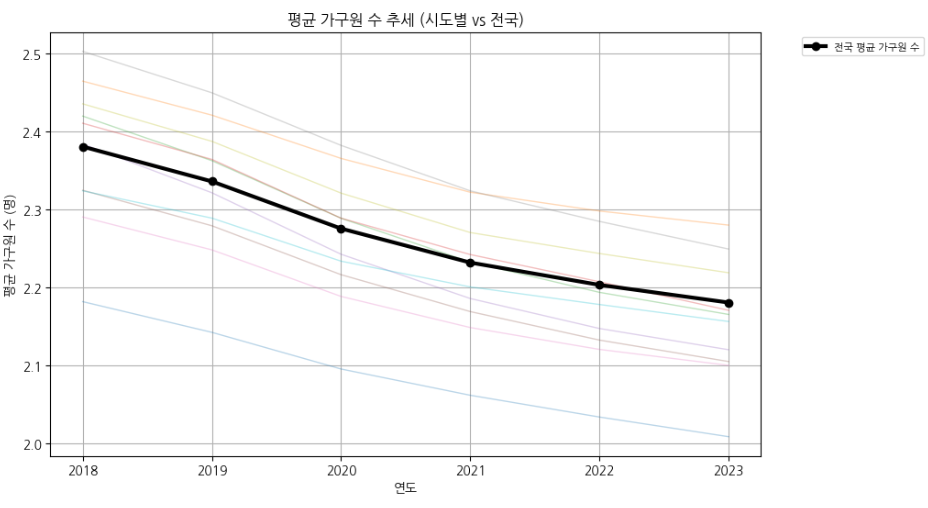 평균 가구원 수 추세 (시도별 vs 전국)
전국 평균 가구원 수
평균 가구원 수 (명)
2.5
2.4
2.3
2.2
2.1
2.0
2018 2019 2020 2021 2022 2023
연도